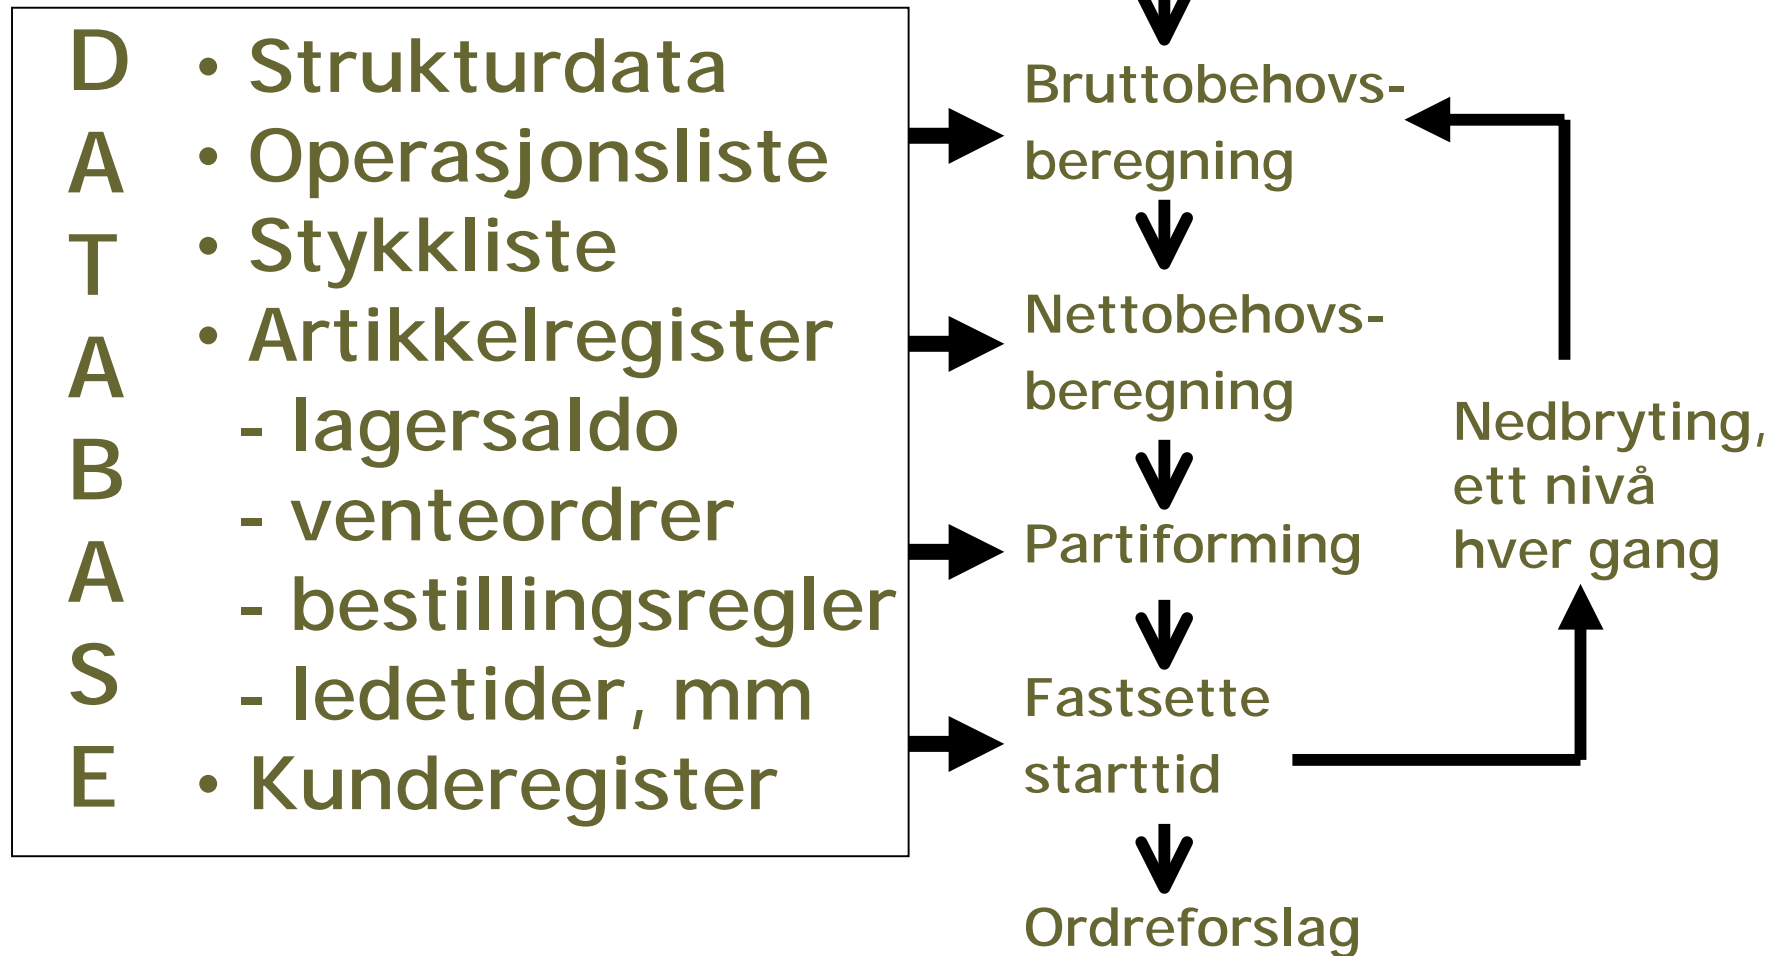 DATABASE
• Strukturdata
• Operasjonsliste
• Stykkliste
• Artikkelregister
- lagersaldo
- venteordrer
- bestillingsregler
- ledetider, mm
• Kunderegister
Bruttobehovs-
beregning
Nettobehovs-
beregning
Partiforming
Fastsette
starttid
Ordreforslag
Nedbryting,
ett nivå
hver gang